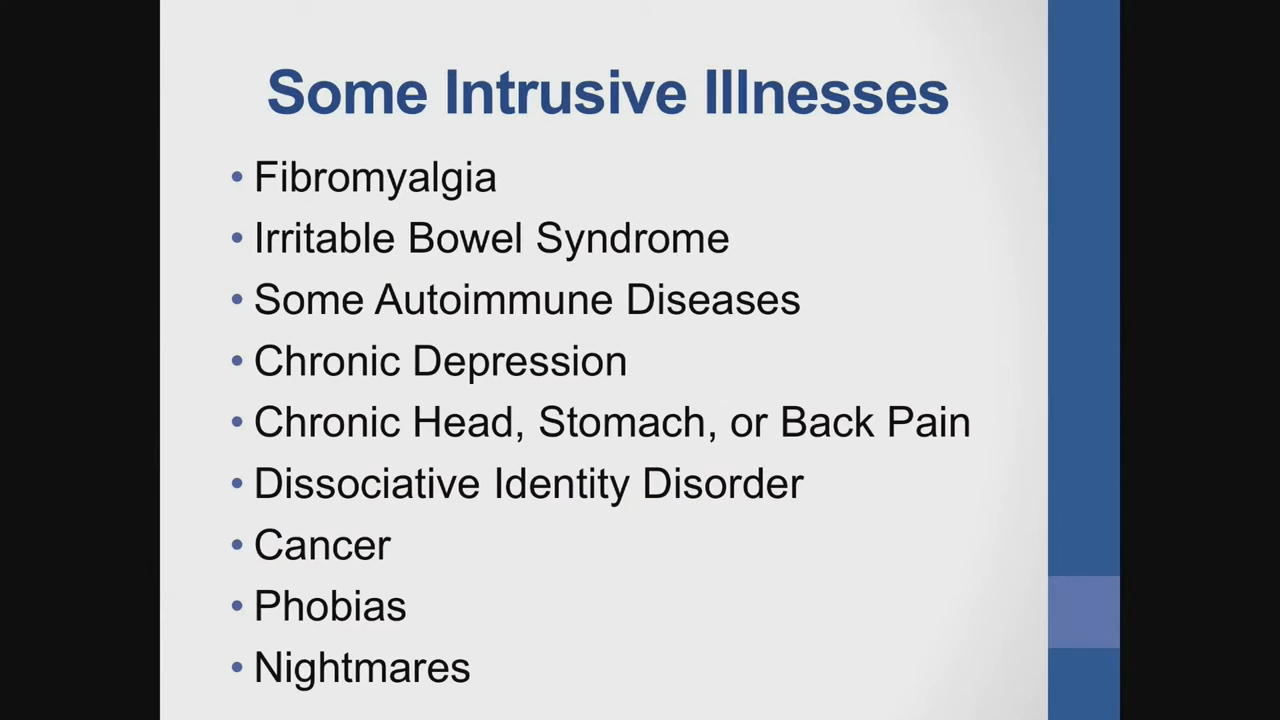 Some Intrusive Illnesses
• Fibromyalgia
• Irritable Bowel Syndrome
• Some Autoimmune Diseases
• Chronic Depression
• Chronic Head, Stomach, or Back Pain
• Dissociative Identity Disorder
• Cancer
• Phobias
• Nightmares